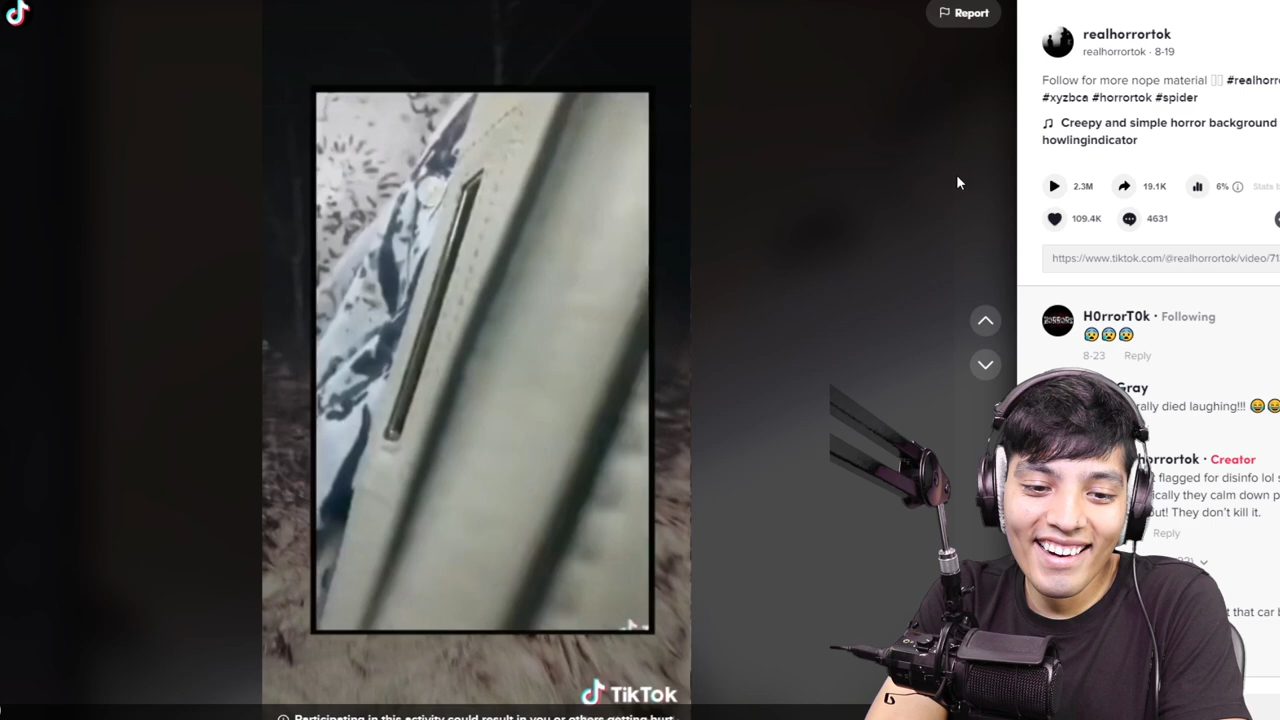 Report
realhorrortok
realhorrortok · 8-19
Follow for more nope material #realhorr
#xyzbca #horrortok #spider
Creepy and simple horror background
howlingindicator
2.3M
19.1K
6%
109.4K
4631
https://www.tiktok.com/@realhorrortok/video/71
H0rrorT0k · Following
8-23 Reply
Gray
rally died laughing!!!
horrortok · Creator
flagged for disinfo lol
ically they calm down p
out! They don't kill it.
Reply
that car
TikTok
Participating in this activity could result in you or others getting hurt